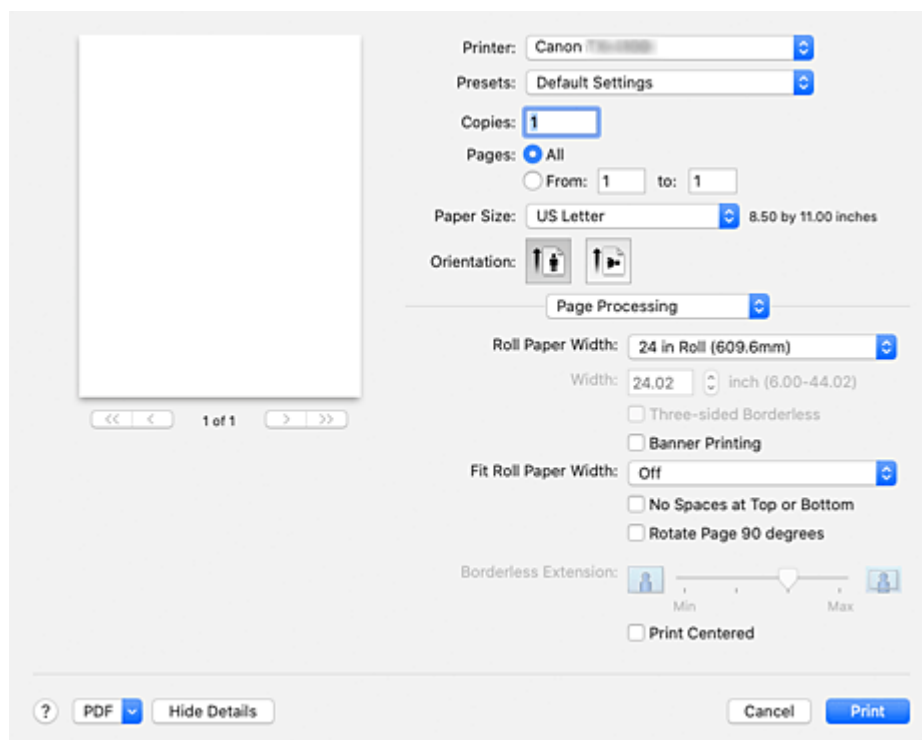 Printer: Canon
Presets: Default Settings
Copies: 1
Pages: All
From: 1 to: 1
Paper Size: US Letter 8.50 by 11.00 inches
Orientation:
Page Processing
Roll Paper Width: 24 in Roll (609.6mm)
Width: 24.02 inch (6.00-44.02)
Three-sided Borderless
Banner Printing
Fit Roll Paper Width: Off
No Spaces at Top or Bottom
Rotate Page 90 degrees
Borderless Extension:
Min Max
Print Centered
<< < 1 of 1 > >>
? PDF Hide Details Cancel Print